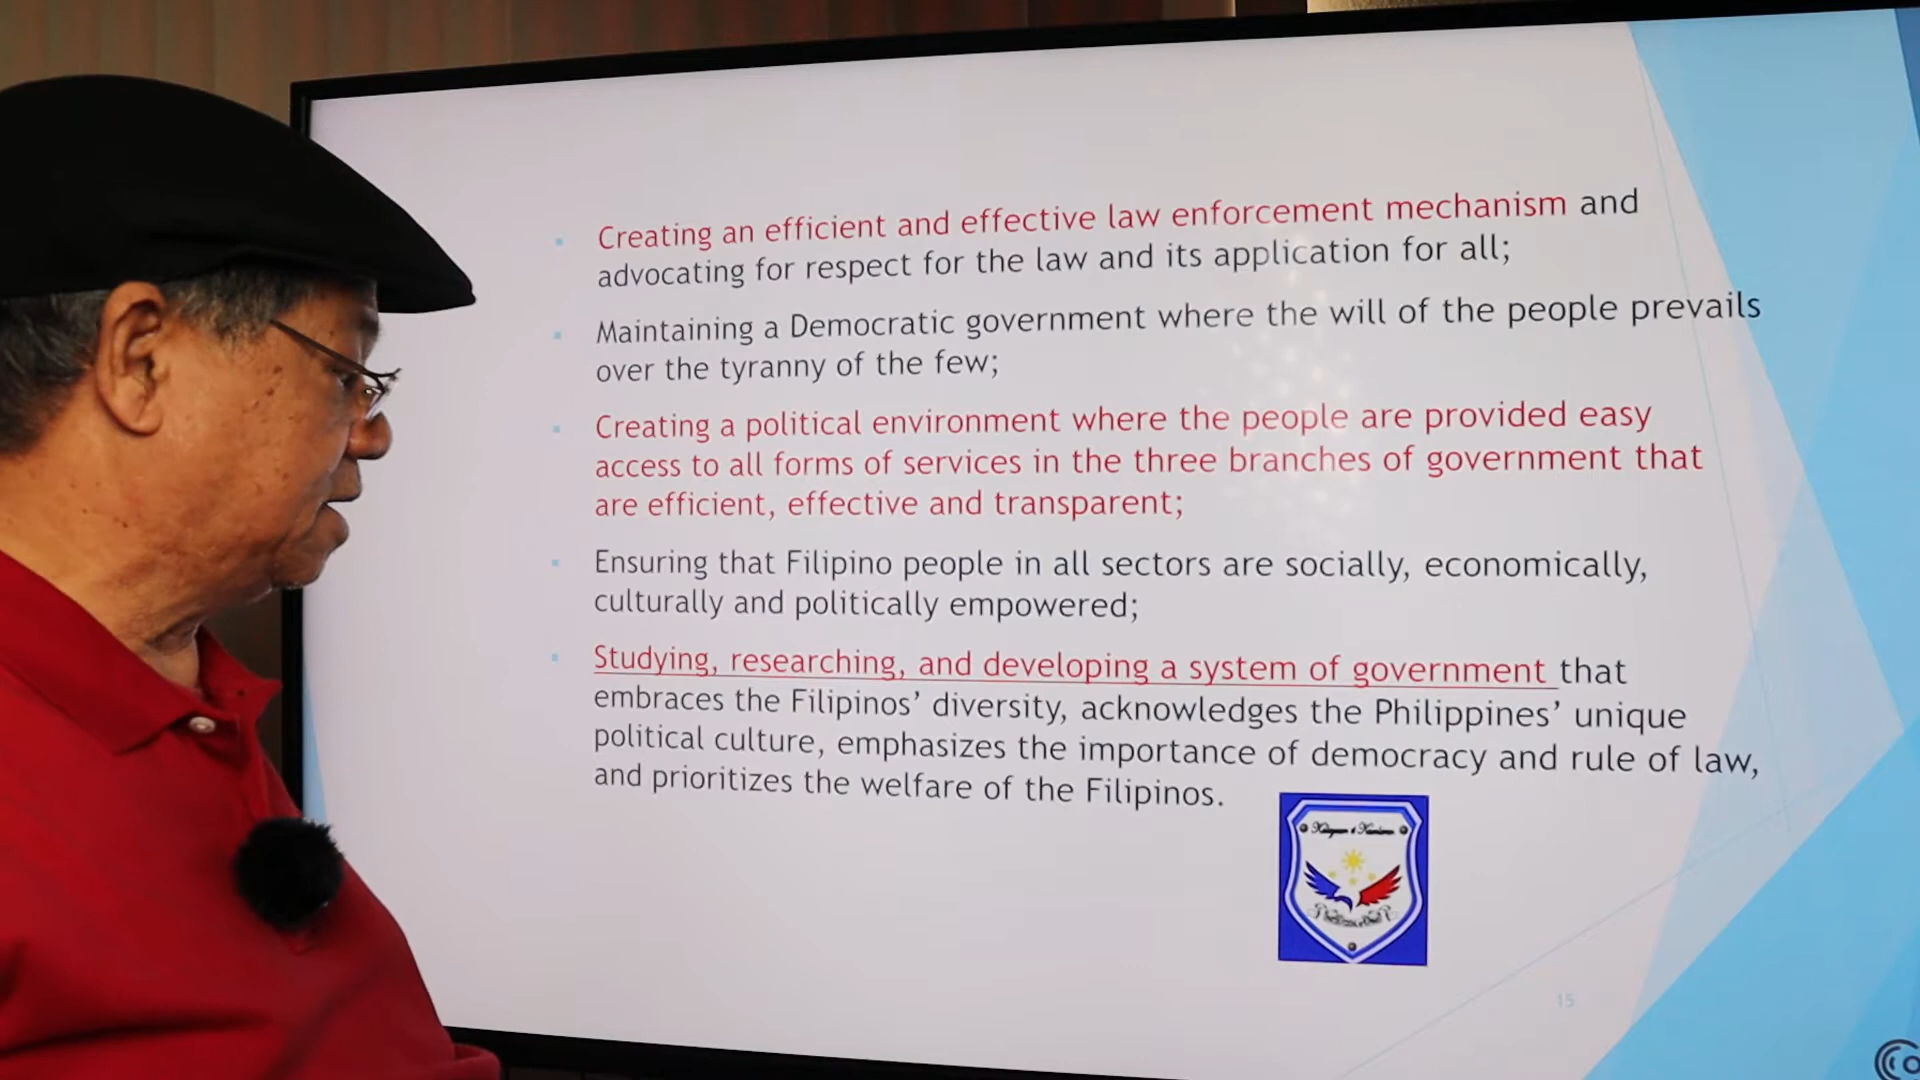 Creating an efficient and effective law enforcement mechanism and
advocating for respect for the law and its application for all;
Maintaining a Democratic government where the will of the people prevails
over the tyranny of the few;
Creating a political environment where the people are provided easy
access to all forms of services in the three branches of government that
are efficient, effective and transparent;
Ensuring that Filipino people in all sectors are socially, economically,
culturally and politically empowered;
Studying, researching, and developing a system of government that
embraces the Filipinos’ diversity, acknowledges the Philippines’ unique
political culture, emphasizes the importance of democracy and rule of law,
and prioritizes the welfare of the Filipinos.
15